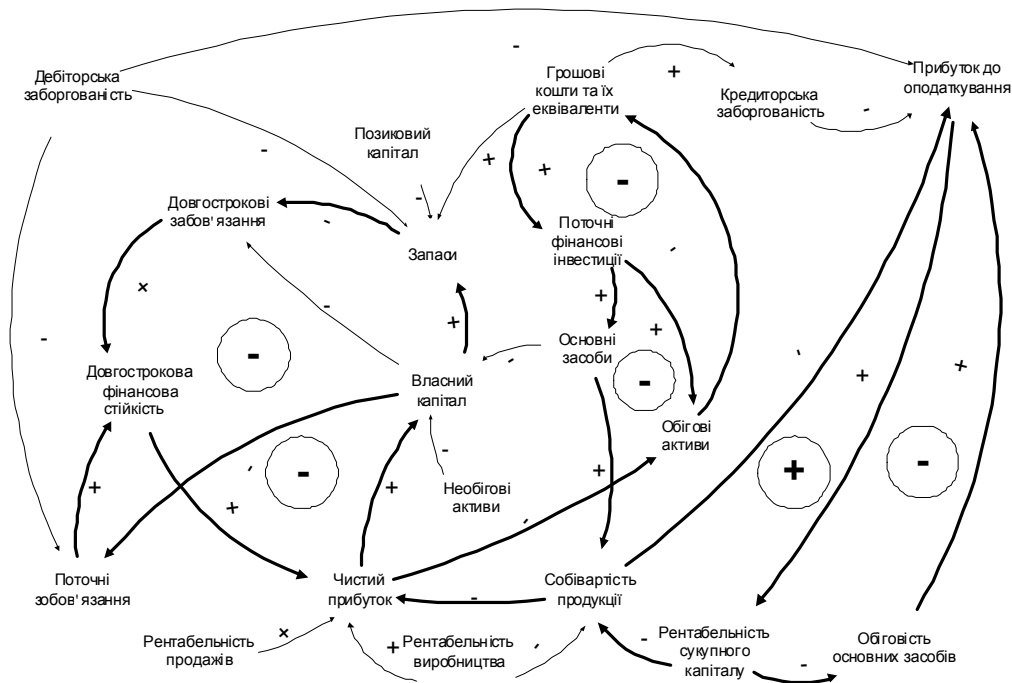 Дебіторська
заборгованість
-
Грошові
кошти та їх
еквіваленти
+
Кредиторська
заборгованість
-
Прибуток до
оподаткування
Позиковий
капітал
-
-
+
+
-
Довгострокові
забов'язання
-
Запаси
Поточні
фінансові
інвестиції
-
+
-
-
+
+
+
-
Основні
засоби
-
-
-
-
+
+
Довгострокова
фінансова
стійкість
Власний
капітал
-
Обігові
активи
-
-
-
+
-
+
+
-
Необігові
активи
+
+
-
Поточні
зобов'язання
Чистий
прибуток
-
Собівартість
продукції
Рентабельність
продажів
+
+
Рентабельність
виробництва
-
-
Рентабельність
сукупного
капіталу
-
Обіговість
основних засобів